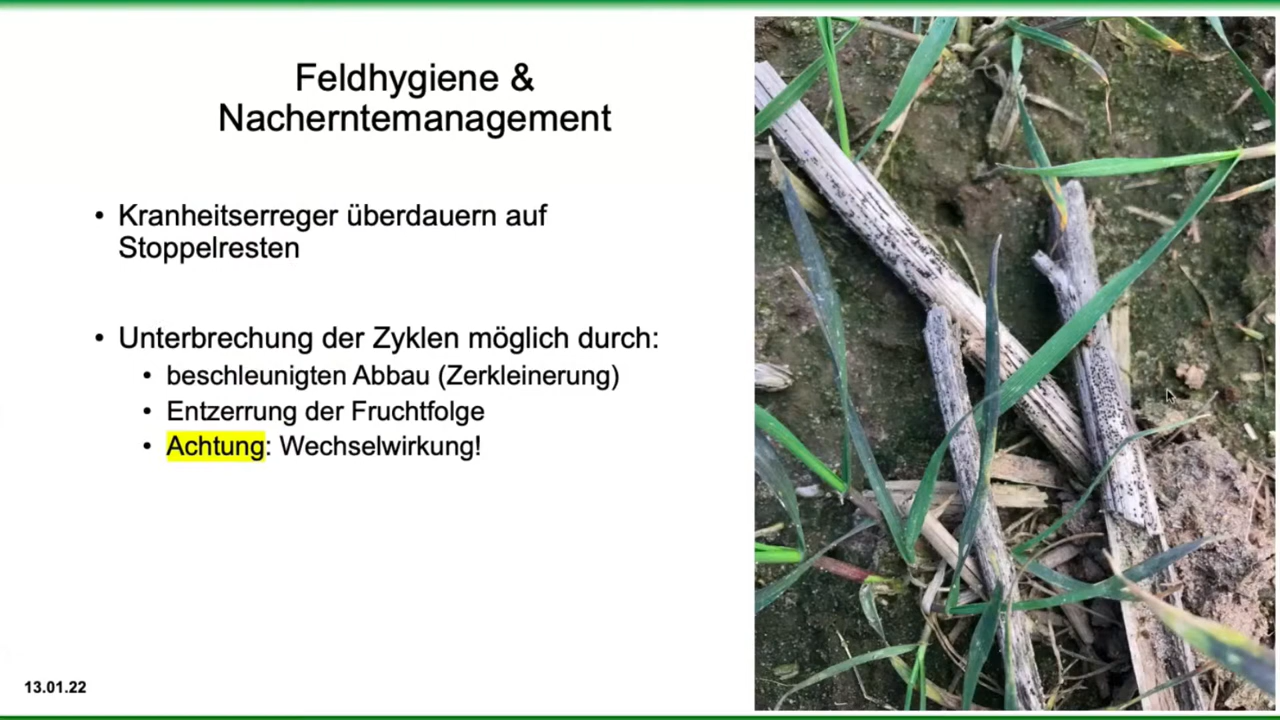 Feldhygiene &
Nacherntemanagement
• Kranheitserreger überdauern auf
Stoppelresten
• Unterbrechung der Zyklen möglich durch:
• beschleunigten Abbau (Zerkleinerung)
• Entzerrung der Fruchtfolge
• Achtung: Wechselwirkung!
13.01.22